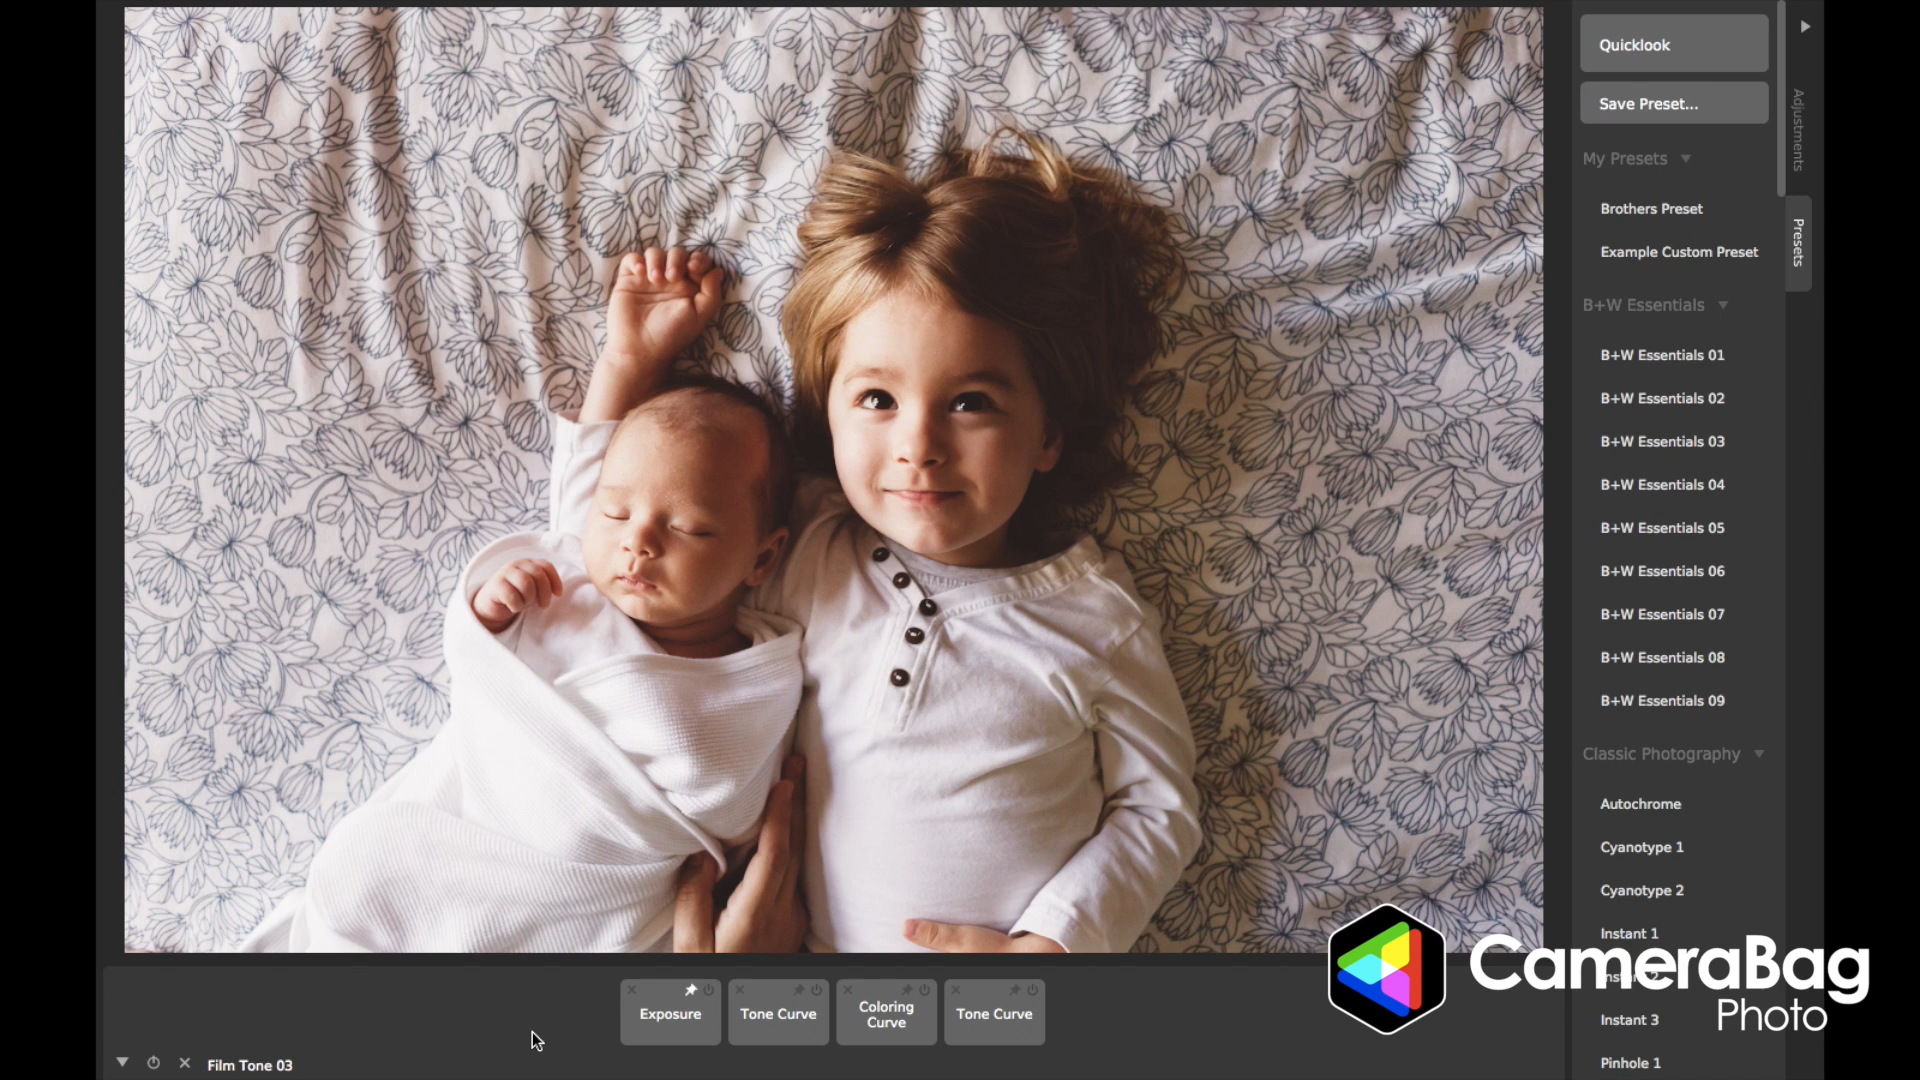 Quicklook
Save Preset...
My Presets
Brothers Preset
Example Custom Preset
B+W Essentials
B+W Essentials 01
B+W Essentials 02
B+W Essentials 03
B+W Essentials 04
B+W Essentials 05
B+W Essentials 06
B+W Essentials 07
B+W Essentials 08
B+W Essentials 09
Classic Photography
Autochrome
Cyanotype 1
Cyanotype 2
Instant 1
Instant 2
Instant 3
Pinhole 1
Adjustments
Presets
Exposure
Tone Curve
Coloring
Curve
Tone Curve
Film Tone 03
CameraBag
Photo